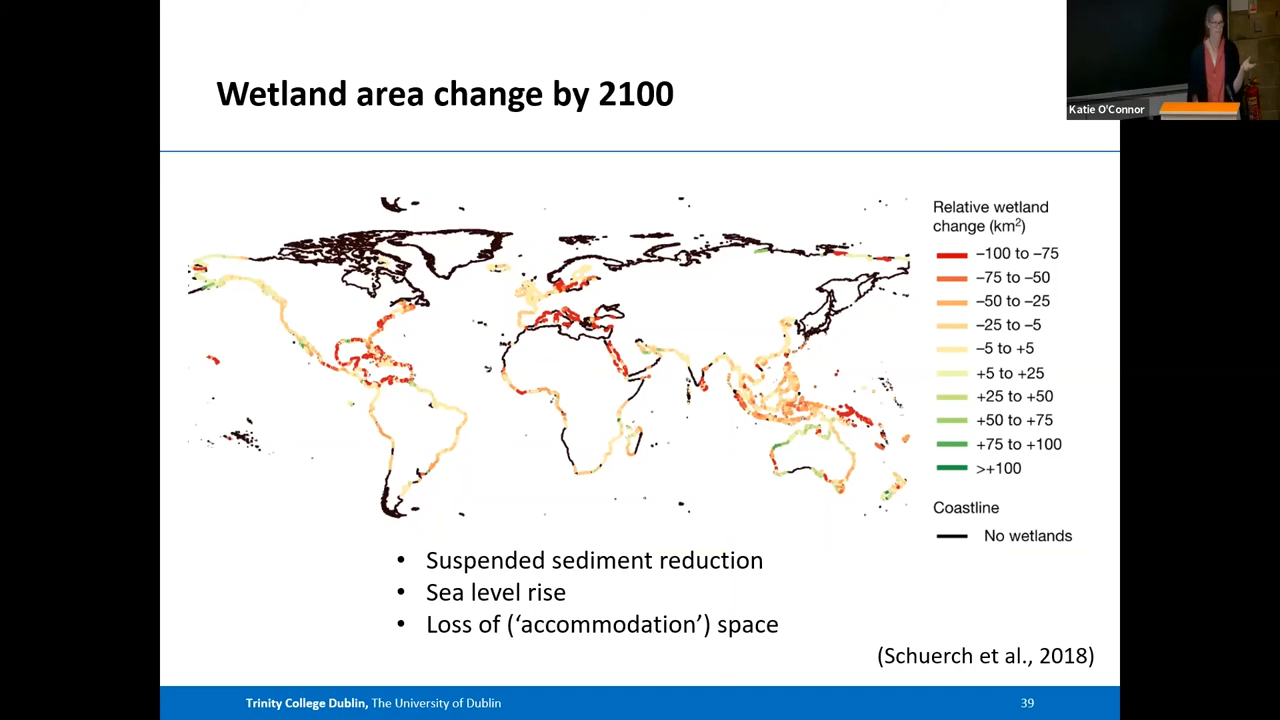 Wetland area change by 2100
Katie O'Connor
Relative wetland
change (km²)
–100 to –75
–75 to –50
–50 to –25
–25 to –5
–5 to +5
+5 to +25
+25 to +50
+50 to +75
+75 to +100
>+100
Coastline
No wetlands
• Suspended sediment reduction
• Sea level rise
• Loss of (‘accommodation’) space
(Schuerch et al., 2018)
Trinity College Dublin, The University of Dublin
39